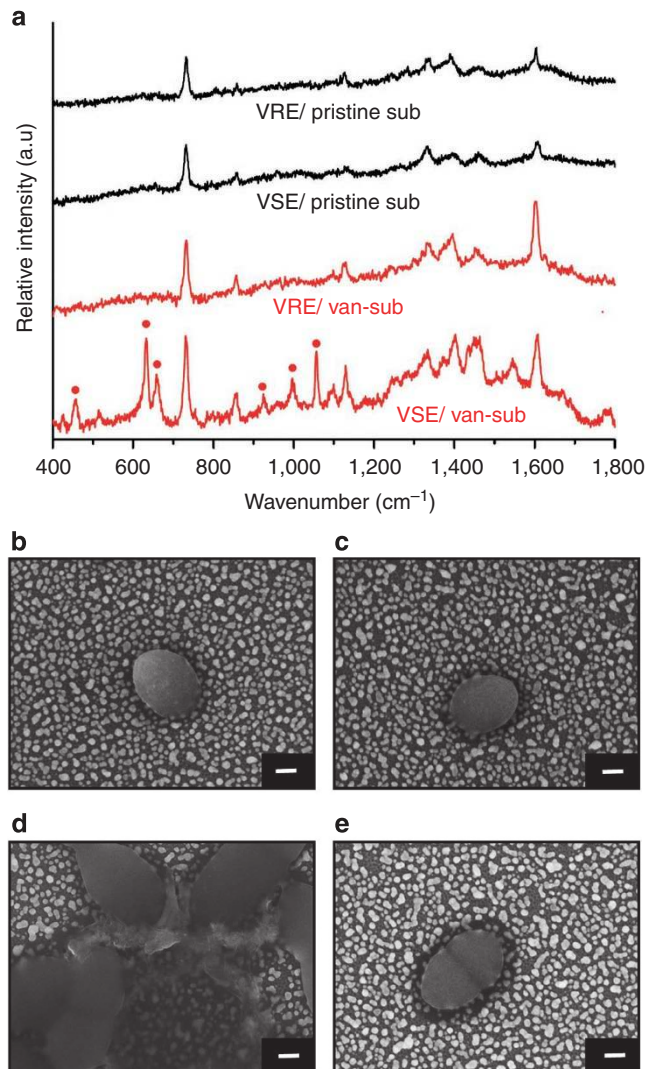 a
Relative intensity (a.u)
VRE/ pristine sub
VSE/ pristine sub
VRE/ van-sub
VSE/ van-sub
400 600 800 1,000 1,200 1,400 1,600 1,800
Wavenumber (cm⁻¹)
b
c
d
e